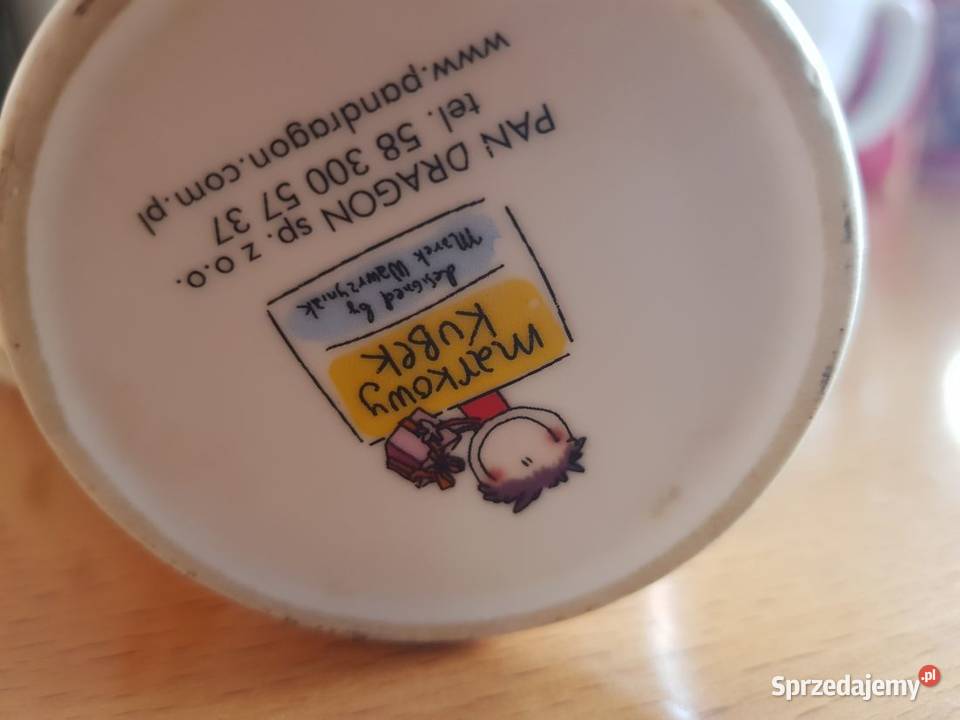 markowy
KUBEK
designed by
Marek Wawrzyniak
PAN DRAGON sp. z o.o.
tel. 58 300 57 37
www.pandragon.com.pl
Sprzedajemy.pl